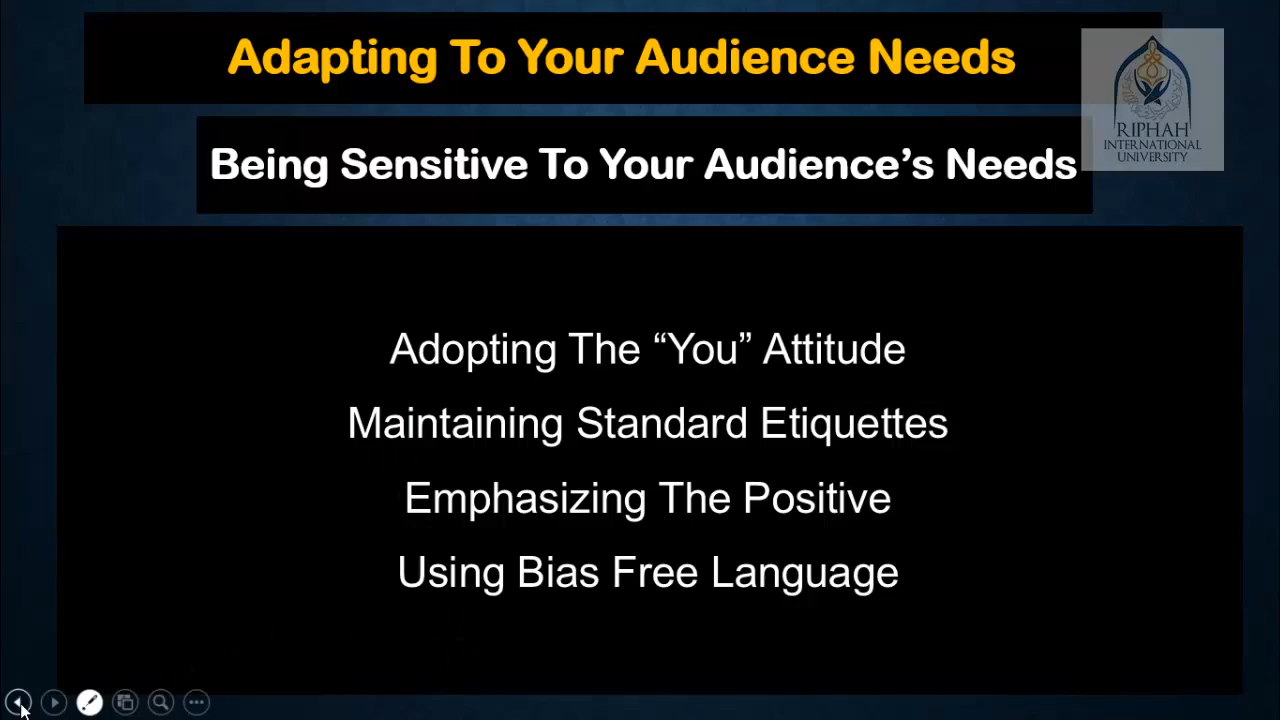 Adapting To Your Audience Needs
RIPHAH
INTERNATIONAL
UNIVERSITY
Being Sensitive To Your Audience’s Needs
Adopting The “You” Attitude
Maintaining Standard Etiquettes
Emphasizing The Positive
Using Bias Free Language